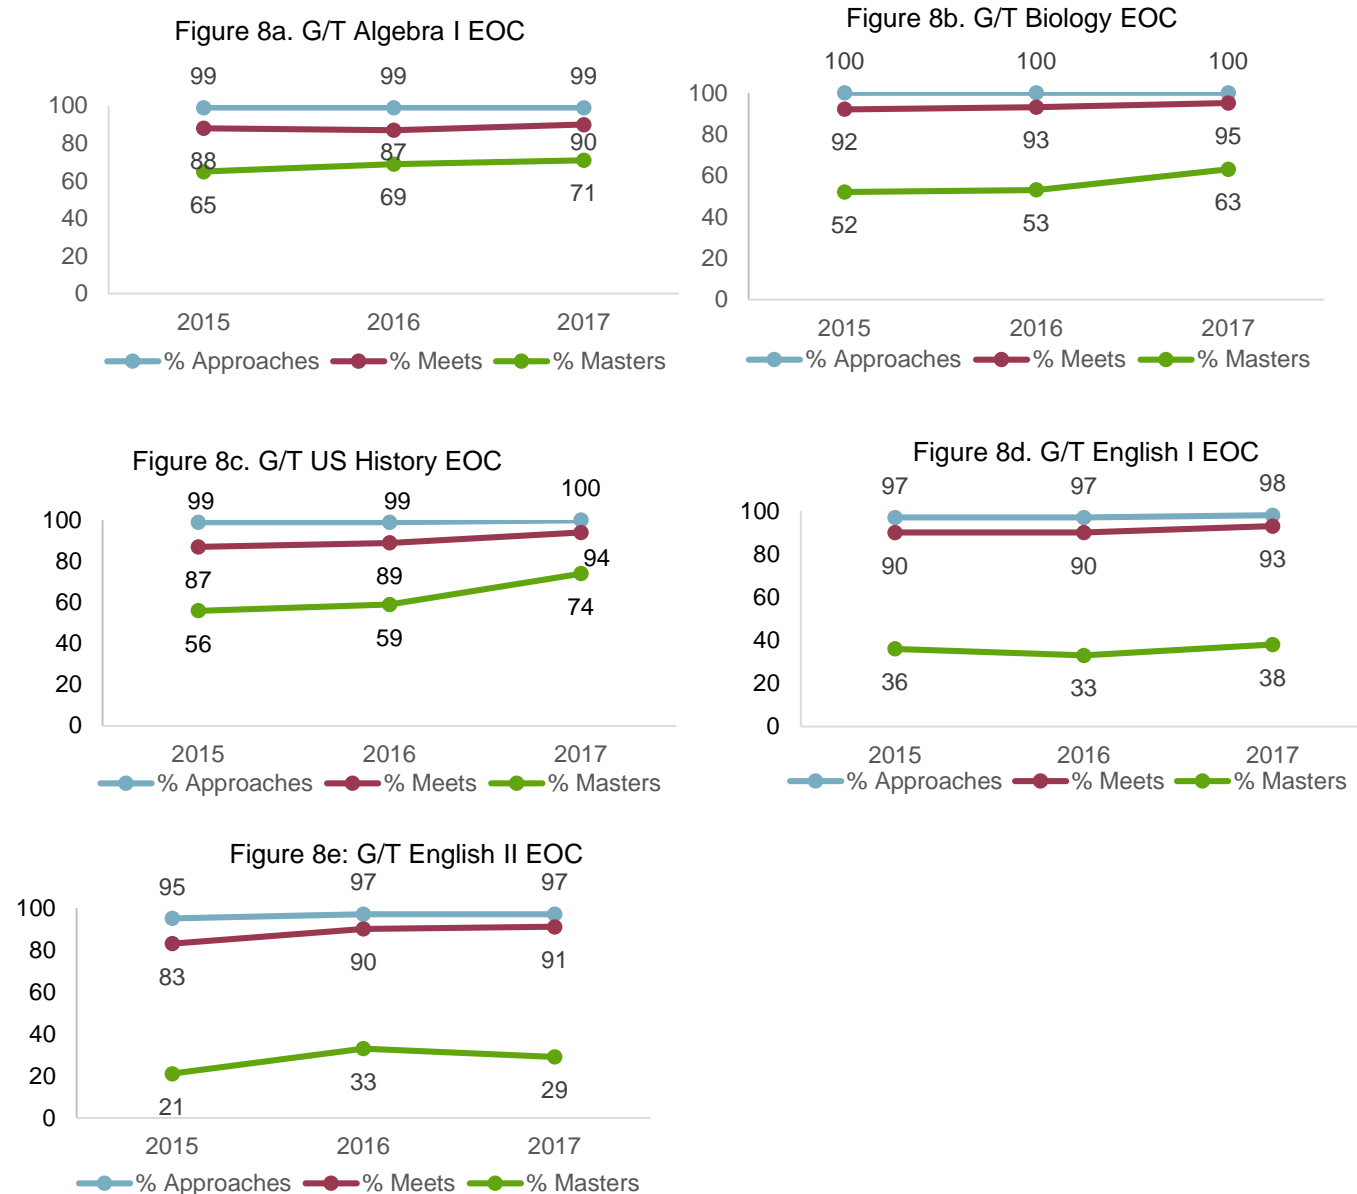 Figure 8a. G/T Algebra I EOC
99 99 99
100
80
60
40
20
0
88 87 90
65 69 71
2015 2016 2017
% Approaches % Meets % Masters
Figure 8b. G/T Biology EOC
100 100 100
100
80
60
40
20
0
92 93 95
52 53 63
2015 2016 2017
% Approaches % Meets % Masters
Figure 8c. G/T US History EOC
99 99 100
100
80
60
40
20
0
87 89 94
56 59 74
2015 2016 2017
% Approaches % Meets % Masters
Figure 8d. G/T English I EOC
97 97 98
100
80
60
40
20
0
90 90 93
36 33 38
2015 2016 2017
% Approaches % Meets % Masters
Figure 8e: G/T English II EOC
95 97 97
100
80
60
40
20
0
83 90 91
21 33 29
2015 2016 2017
% Approaches % Meets % Masters